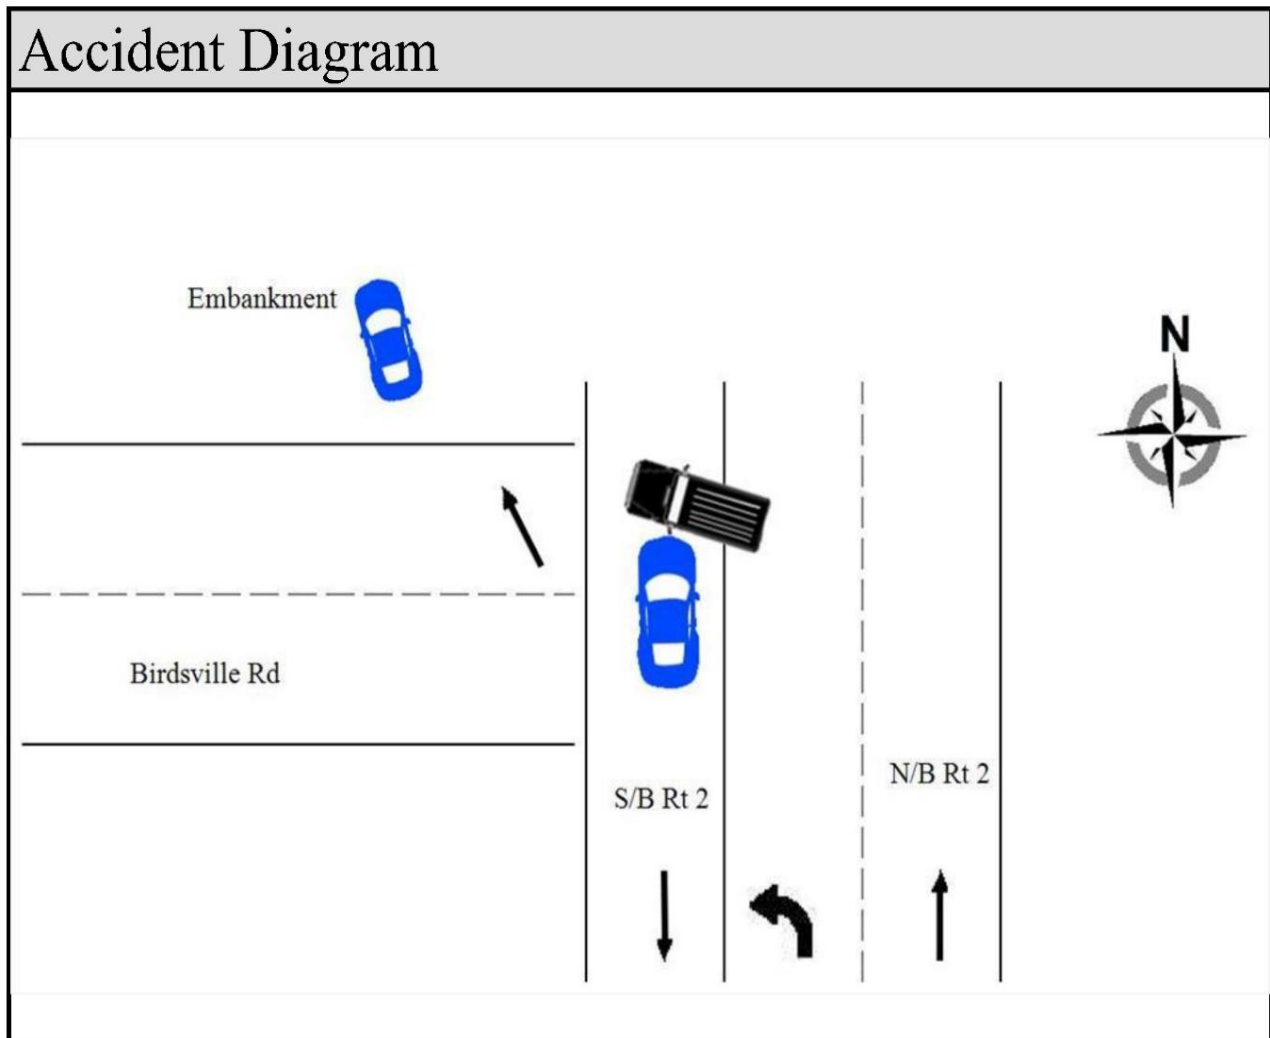 Accident Diagram
Embankment
N
Birdsville Rd
N/B Rt 2
S/B Rt 2